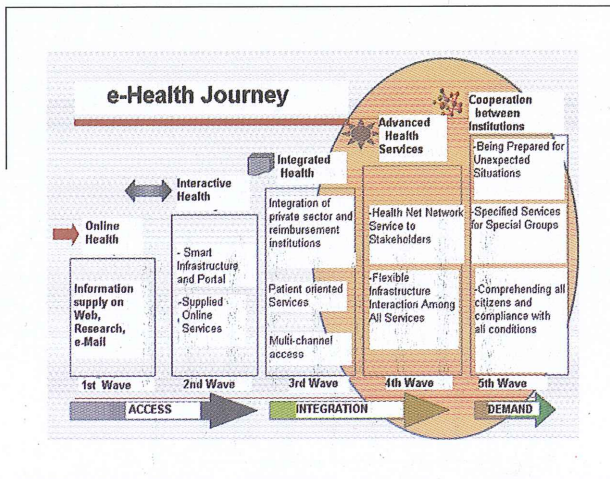 e-Health Journey
Online
Health
Information
supply on
Web,
Research,
e-Mail
1st Wave
Interactive
Health
- Smart
Infrastructure
and Portal
-Supplied
Online
Services
2nd Wave
Integrated
Health
Integration of
private sector and
reimbursement
institutions
Patient oriented
Services
Multi-channel
access
3rd Wave
Advanced
Health
Services
-Health Net Network
Service to
Stakeholders
-Flexible
Infrastructure
Interaction Among
All Services
4th Wave
Cooperation
between
Institutions
-Being Prepared for
Unexpected
Situations
-Specified Services
for Special Groups
-Comprehending all
citizens and
compliance with
all conditions
5th Wave
ACCESS
INTEGRATION
DEMAND